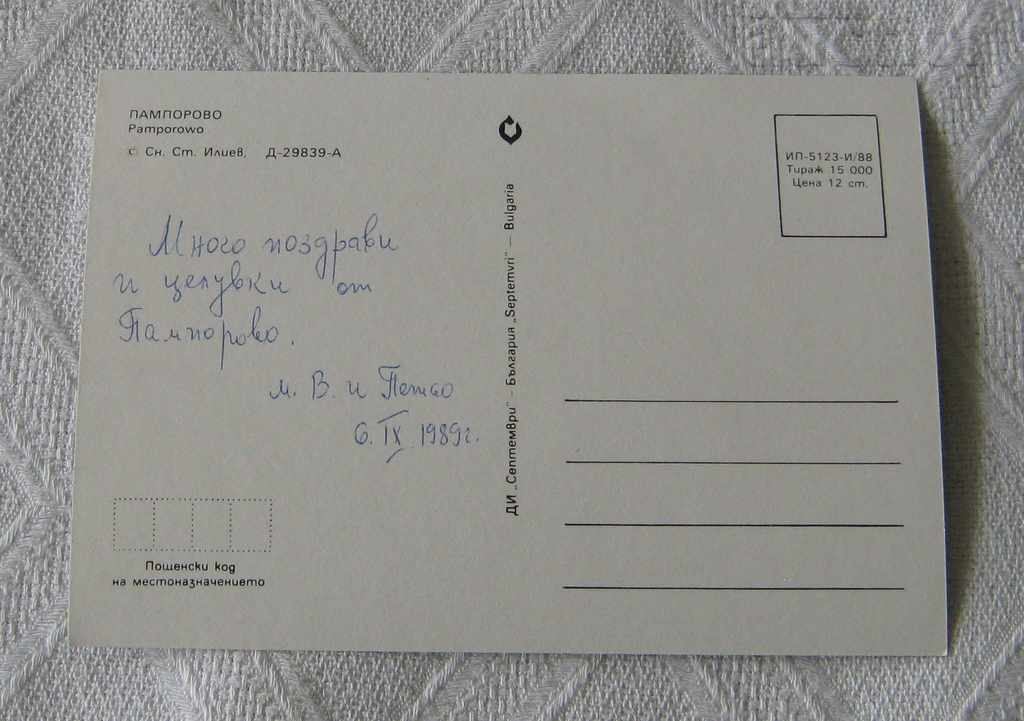 ПАМПОРОВО
Pamporowo
© Сн. Ст. Илиев, Д-29839-А
Много поздрави
и целувки от
Пампорово.
м. В. и Петьо
6. IX 1989г.
Пощенски код
на местоназначението
ДИ „Септември" — България „Septemvri" — Bulgaria
ИП-5123-И/88
Тираж 15 000
Цена 12 ст.